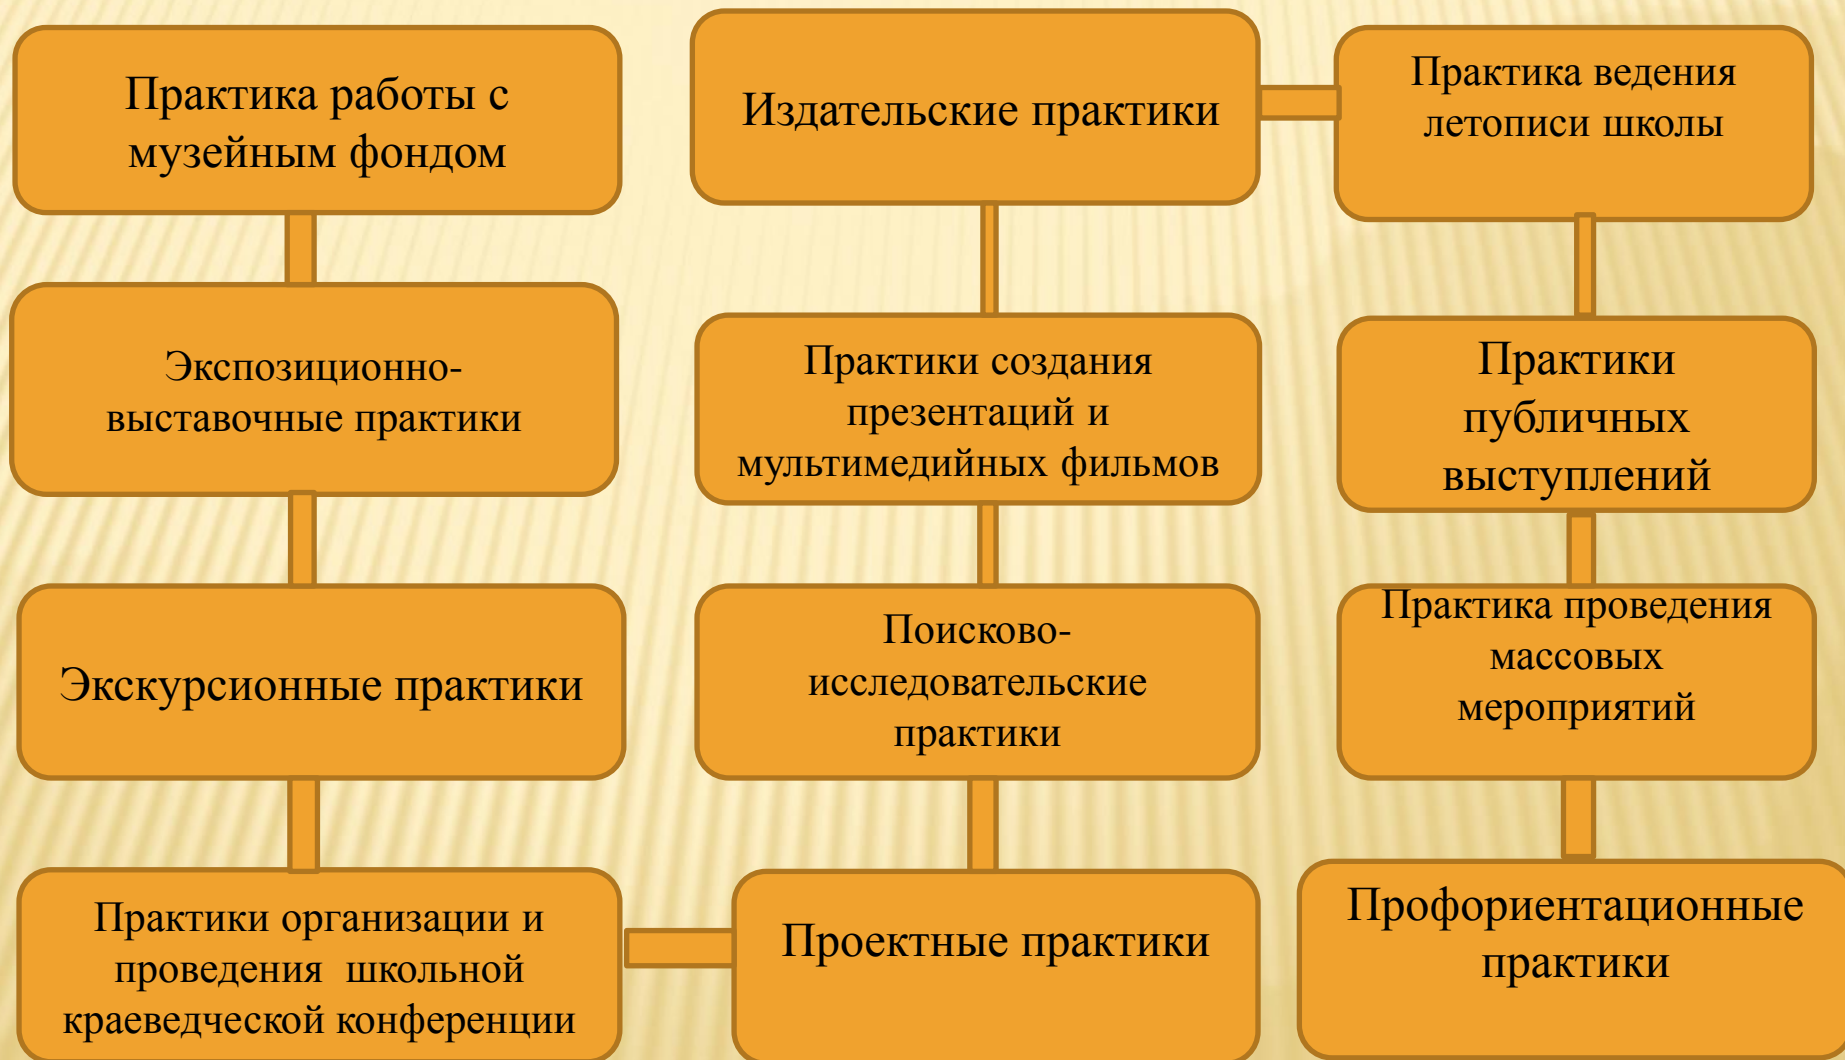 Практика работы с
музейным фондом
Экспозиционно-
выставочные практики
Экскурсионные практики
Практики организации и
проведения школьной
краеведческой конференции
Издательские практики
Практики создания
презентаций и
мультимедийных фильмов
Поисково-
исследовательские
практики
Проектные практики
Практика ведения
летописи школы
Практики
публичных
выступлений
Практика проведения
массовых
мероприятий
Профориентационные
практики